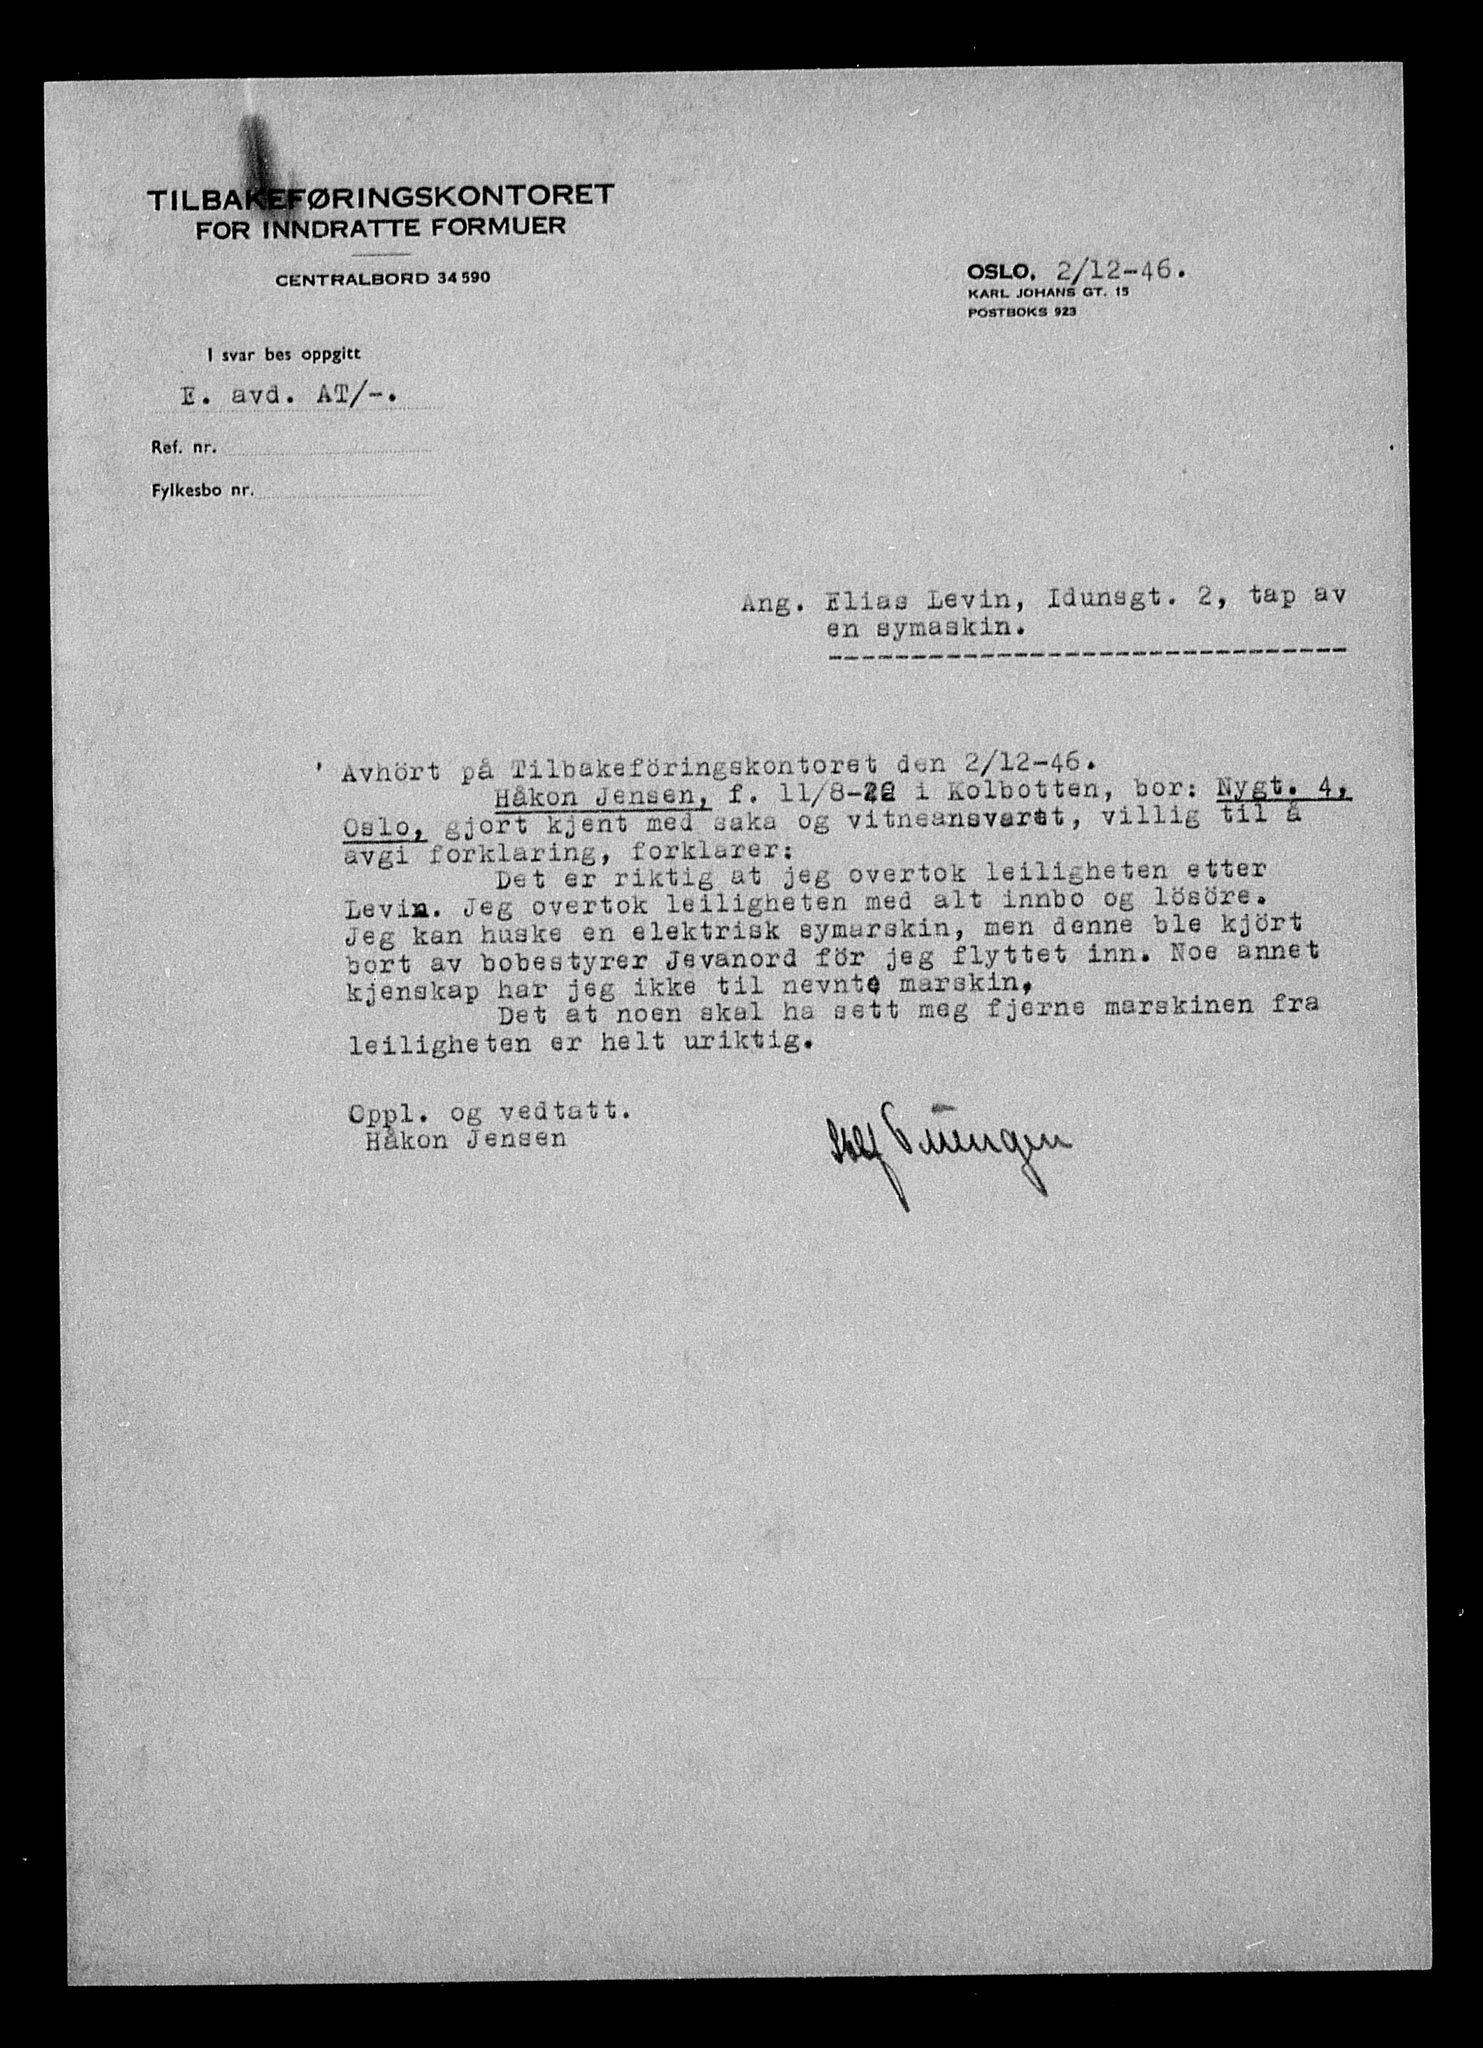 TILBAKEFØRINGSKONTORET
FOR INNDRATTE FORMUER
CENTRALBORD 34590
OSLO, 2/12-46.
KARL JOHANS GT. 15
POSTBOKS 923
I svar bes oppgitt
E. avd. AT/-.
Ref. nr.
Fylkesbo nr.
Ang. Elias Levin, Idunsgt. 2, tap av
en symaskin.
Avhört på Tilbakeföringskontoret den 2/12-46.
Håkon Jensen, f. 11/8- i Kolbotten, bor: Nygt. 4,
Oslo, gjort kjent med saka og vitneansvaret, villig til å
avgi forklaring, forklarer:
Det er riktig at jeg overtok leiligheten etter
Levin. Jeg overtok leiligheten med alt innbo og lösöre.
Jeg kan huske en elektrisk symarskin, men denne ble kjört
bort av bobestyrer Jevanord för jeg flyttet inn. Noe annet
kjenskap har jeg ikke til nevnte marskin.
Det at noen skal ha sett meg fjerne marskinen fra
leiligheten er helt uriktig.
Oppl. og vedtatt.
Håkon Jensen